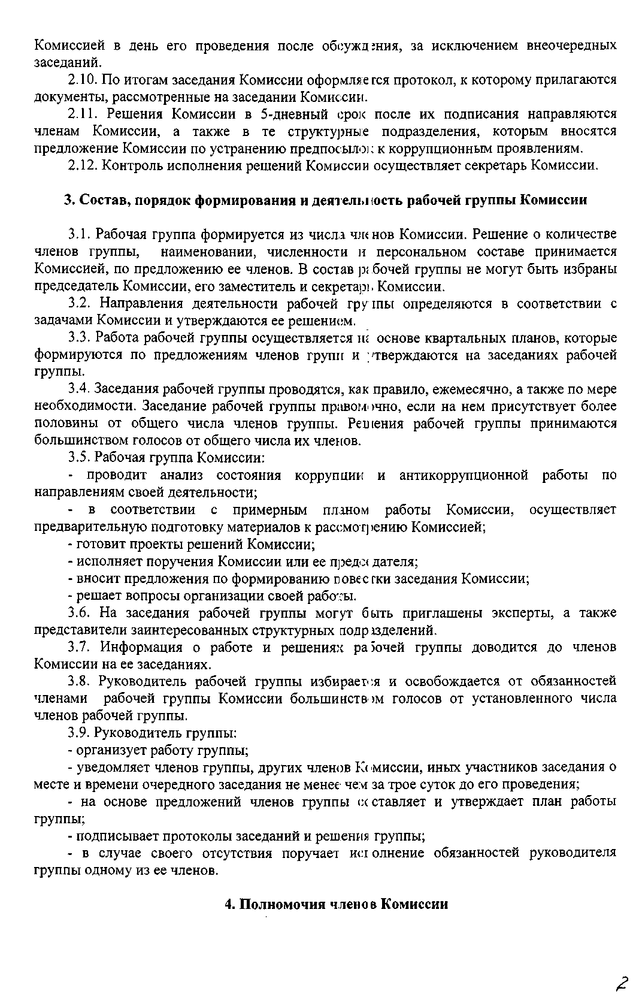 Комиссией в день его проведения после обсуждения, за исключением внеочередных
заседаний.
2.10. По итогам заседания Комиссии оформляется протокол, к которому прилагаются
документы, рассмотренные на заседании Комиссии.
2.11. Решения Комиссии в 5-дневный срок после их подписания направляются
членам Комиссии, а также в те структурные подразделения, которым вносятся
предложение Комиссии по устранению предпосылок к коррупционным проявлениям.
2.12. Контроль исполнения решений Комиссии осуществляет секретарь Комиссии.
3. Состав, порядок формирования и деятельность рабочей группы Комиссии
3.1. Рабочая группа формируется из числа членов Комиссии. Решение о количестве
членов группы, наименовании, численности и персональном составе принимается
Комиссией, по предложению ее членов. В состав рабочей группы не могут быть избраны
председатель Комиссии, его заместитель и секретарь Комиссии.
3.2. Направления деятельности рабочей группы определяются в соответствии с
задачами Комиссии и утверждаются ее решением.
3.3. Работа рабочей группы осуществляется на основе квартальных планов, которые
формируются по предложениям членов групп и утверждаются на заседаниях рабочей
группы.
3.4. Заседания рабочей группы проводятся, как правило, ежемесячно, а также по мере
необходимости. Заседание рабочей группы правомочно, если на нем присутствует более
половины от общего числа членов группы. Решения рабочей группы принимаются
большинством голосов от общего числа их членов.
3.5. Рабочая группа Комиссии:
- проводит анализ состояния коррупции и антикоррупционной работы по
направлениям своей деятельности;
- в соответствии с примерным планом работы Комиссии, осуществляет
предварительную подготовку материалов к рассмотрению Комиссией;
- готовит проекты решений Комиссии;
- исполняет поручения Комиссии или ее председателя;
- вносит предложения по формированию повестки заседания Комиссии;
- решает вопросы организации своей работы.
3.6. На заседания рабочей группы могут быть приглашены эксперты, а также
представители заинтересованных структурных подразделений.
3.7. Информация о работе и решениях рабочей группы доводится до членов
Комиссии на ее заседаниях.
3.8. Руководитель рабочей группы избирается и освобождается от обязанностей
членами рабочей группы Комиссии большинством голосов от установленного числа
членов рабочей группы.
3.9. Руководитель группы:
- организует работу группы;
- уведомляет членов группы, других членов Комиссии, иных участников заседания о
месте и времени очередного заседания не менее чем за трое суток до его проведения;
- на основе предложений членов группы составляет и утверждает план работы
группы;
- подписывает протоколы заседаний и решения группы;
- в случае своего отсутствия поручает исполнение обязанностей руководителя
группы одному из ее членов.
4. Полномочия членов Комиссии
2